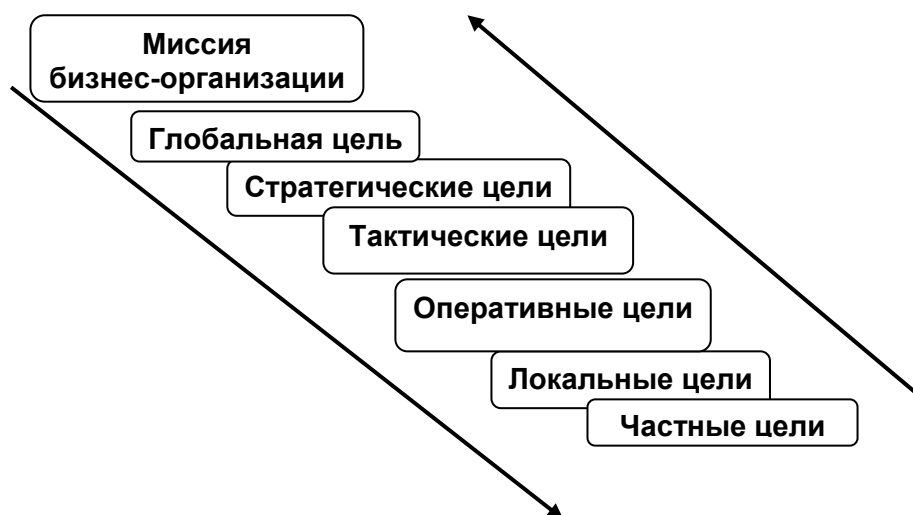 Миссия
бизнес-организации
Глобальная цель
Стратегические цели
Тактические цели
Оперативные цели
Локальные цели
Частные цели